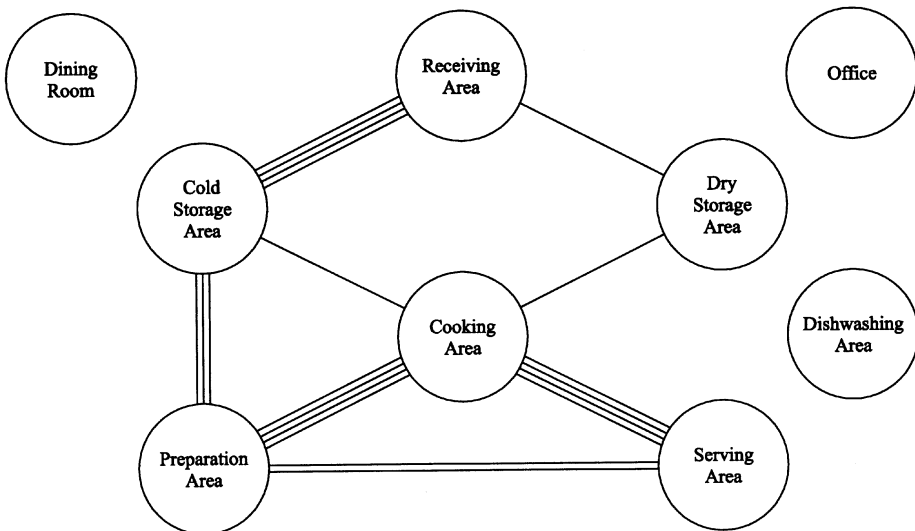 Dining
Room
Receiving
Area
Office
Cold
Storage
Area
Dry
Storage
Area
Cooking
Area
Dishwashing
Area
Preparation
Area
Serving
Area